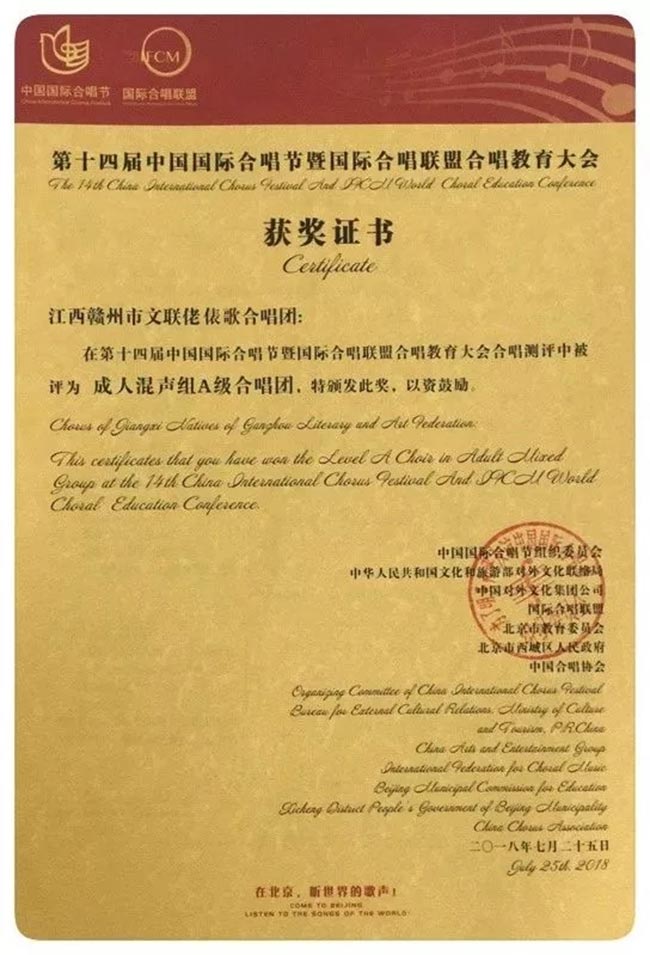 中国国际合唱节
China International Chorus Festival
IFCM
国际合唱联盟
第十四届中国国际合唱节暨国际合唱联盟合唱教育大会
The 14th China International Chorus Festival And IFCM World Choral Education Conference
获奖证书
Certificate
江西赣州市文联佬俵歌合唱团:
在第十四届中国国际合唱节暨国际合唱联盟合唱教育大会合唱测评中被
评为 成人混声组A级合唱团，特颁发此奖，以资鼓励。
Chorus of Jiangxi Natives of Ganzhou Literary and Art Federation:
This certificates that you have won the Level A Choir in Adult Mixed
Group at the 14th China International Chorus Festival And IFCM World
Choral Education Conference.
中国国际合唱节组织委员会
中华人民共和国文化和旅游部对外文化联络局
中国对外文化集团公司
国际合唱联盟
北京市教育委员会
北京市西城区人民政府
中国合唱协会
Organizing Committee of China International Chorus Festival
Bureau for External Cultural Relations, Ministry of Culture
and Tourism, P.R.China
China Arts and Entertainment Group
International Federation for Choral Music
Beijing Municipal Commission for Education
Xicheng District People's Government of Beijing Municipality
China Chorus Association
二〇一八年七月二十五日
July 25th, 2018
在北京，听世界的歌声！
COME TO BEIJING
LISTEN TO THE SONGS OF THE WORLD!